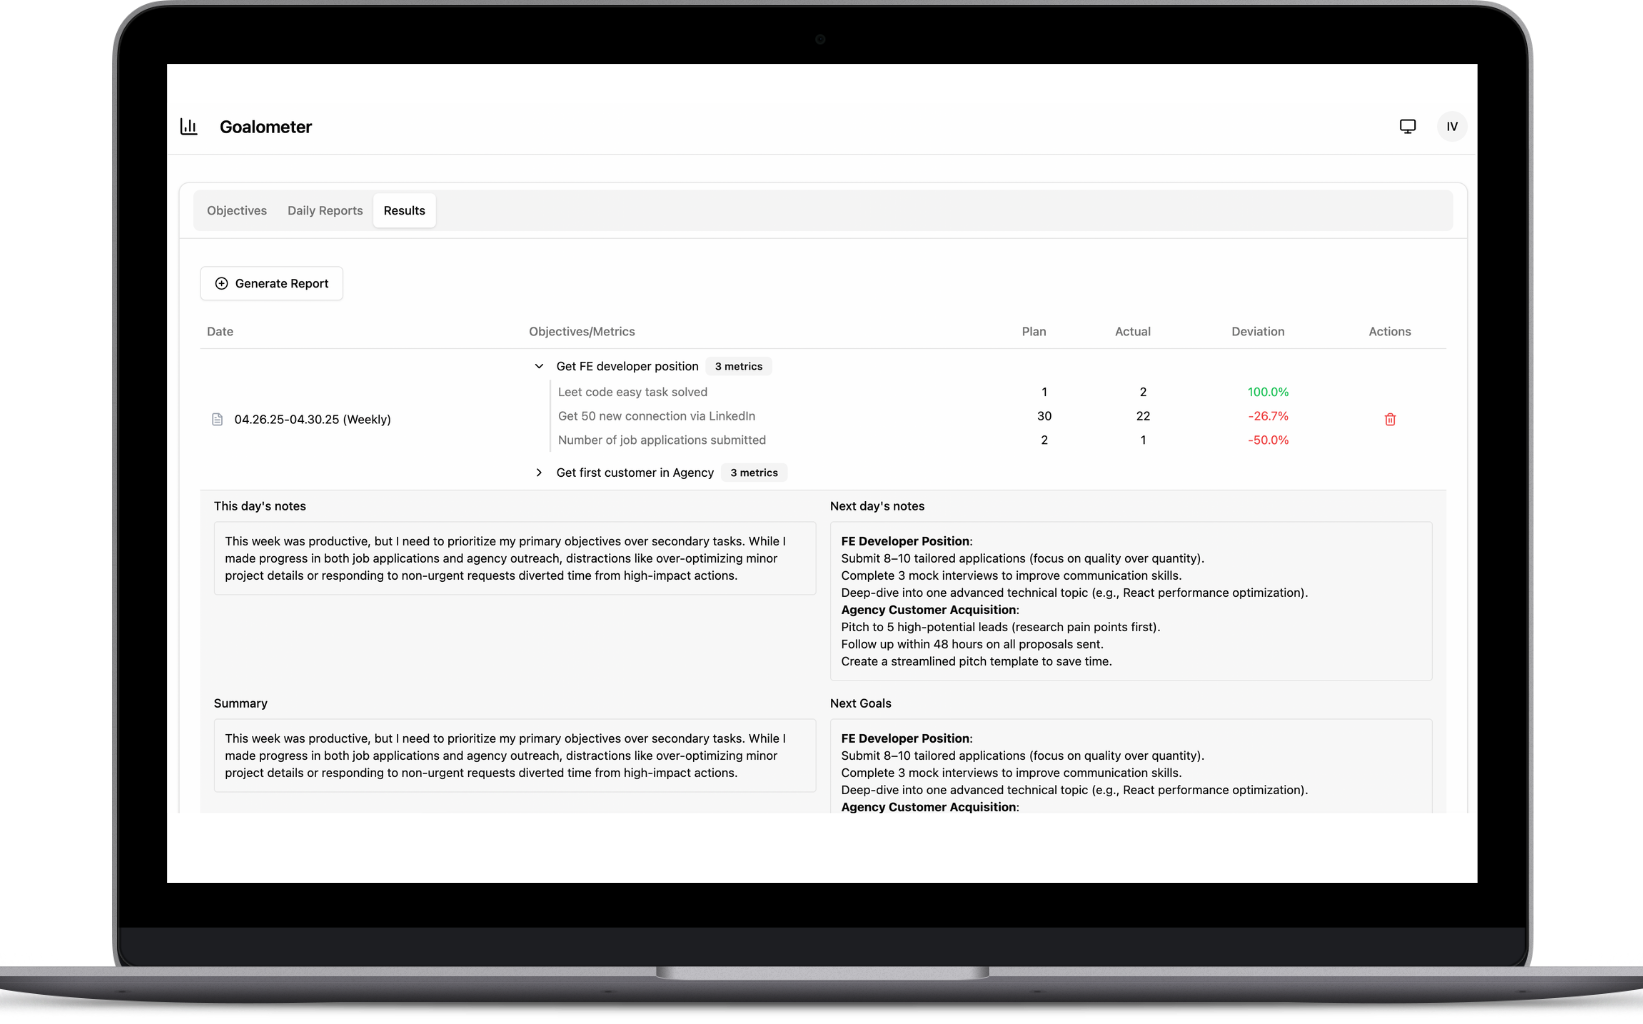 Goalometer
IV
Objectives Daily Reports Results
Generate Report
Date Objectives/Metrics Plan Actual Deviation Actions
Get FE developer position 3 metrics
Leet code easy task solved 1 2 100.0%
04.26.25-04.30.25 (Weekly)
Get 50 new connection via LinkedIn 30 22 -26.7%
Number of job applications submitted 2 1 -50.0%
Get first customer in Agency 3 metrics
This day's notes
This week was productive, but I need to prioritize my primary objectives over secondary tasks. While I
made progress in both job applications and agency outreach, distractions like over-optimizing minor
project details or responding to non-urgent requests diverted time from high-impact actions.
Next day's notes
FE Developer Position:
Submit 8–10 tailored applications (focus on quality over quantity).
Complete 3 mock interviews to improve communication skills.
Deep-dive into one advanced technical topic (e.g., React performance optimization).
Agency Customer Acquisition:
Pitch to 5 high-potential leads (research pain points first).
Follow up within 48 hours on all proposals sent.
Create a streamlined pitch template to save time.
Summary
This week was productive, but I need to prioritize my primary objectives over secondary tasks. While I
made progress in both job applications and agency outreach, distractions like over-optimizing minor
project details or responding to non-urgent requests diverted time from high-impact actions.
Next Goals
FE Developer Position:
Submit 8–10 tailored applications (focus on quality over quantity).
Complete 3 mock interviews to improve communication skills.
Deep-dive into one advanced technical topic (e.g., React performance optimization).
Agency Customer Acquisition: